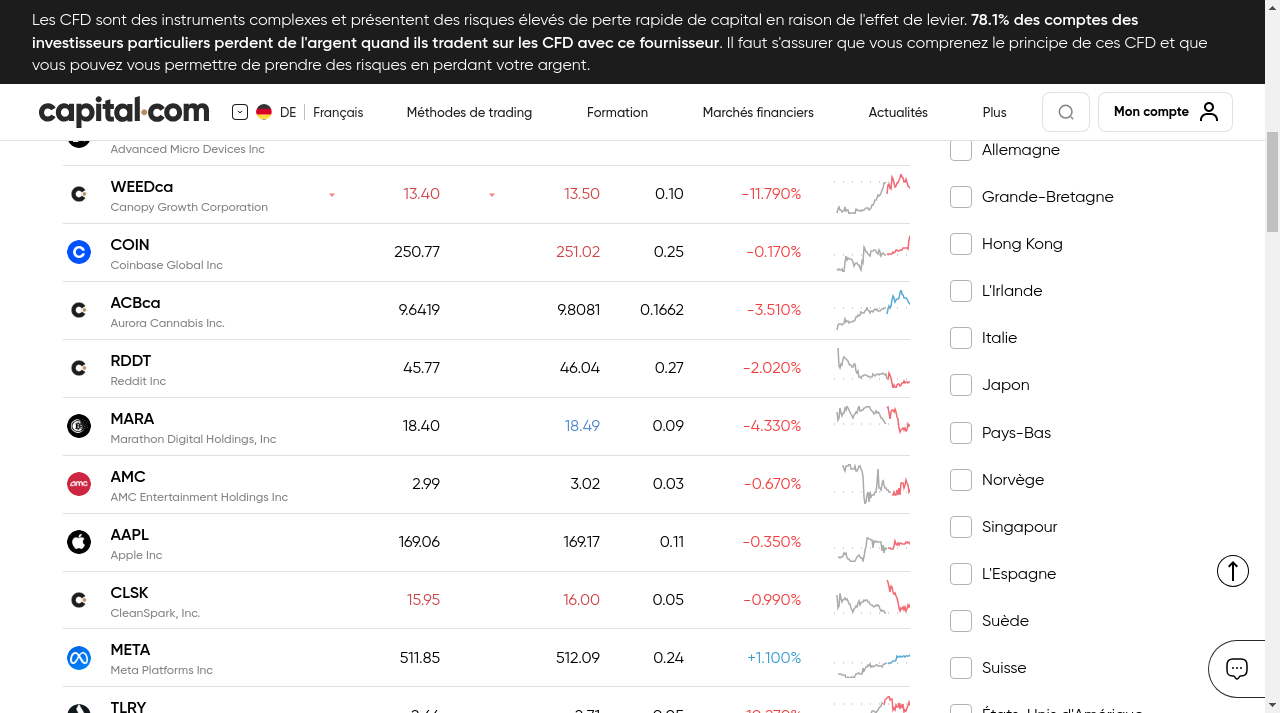 Les CFD sont des instruments complexes et présentent des risques élevés de perte rapide de capital en raison de l'effet de levier. 78.1% des comptes des
investisseurs particuliers perdent de l'argent quand ils tradent sur les CFD avec ce fournisseur. Il faut s'assurer que vous comprenez le principe de ces CFD et que
vous pouvez vous permettre de prendre des risques en perdant votre argent.
capital.com DE Français Méthodes de trading Formation Marchés financiers Actualités Plus Mon compte
Advanced Micro Devices Inc
WEEDca 13.40 13.50 0.10 -11.790%
Canopy Growth Corporation
COIN 250.77 251.02 0.25 -0.170%
Coinbase Global Inc
ACBca 9.6419 9.8081 0.1662 -3.510%
Aurora Cannabis Inc.
RDDT 45.77 46.04 0.27 -2.020%
Reddit Inc
MARA 18.40 18.49 0.09 -4.330%
Marathon Digital Holdings, Inc
AMC 2.99 3.02 0.03 -0.670%
amc
AMC Entertainment Holdings Inc
AAPL 169.06 169.17 0.11 -0.350%
Apple Inc
CLSK 15.95 16.00 0.05 -0.990%
CleanSpark, Inc.
META 511.85 512.09 0.24 +1.100%
Meta Platforms Inc
TLRY
Allemagne
Grande-Bretagne
Hong Kong
L'Irlande
Italie
Japon
Pays-Bas
Norvège
Singapour
L'Espagne
Suède
Suisse
États-Unis d'Amérique